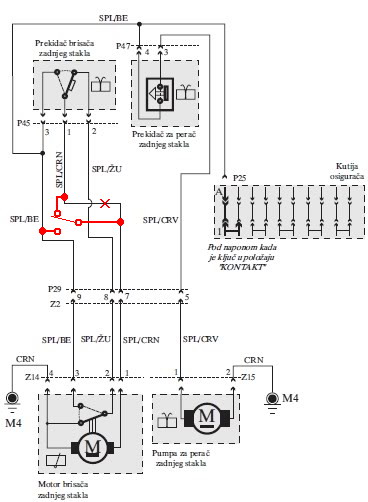 SPL/BE
Prekidač brisača
zadnjeg stakla
P47
4
3
P45
3
1
2
Prekidač za perač
zadnjeg stakla
SPL/CRN
SPL/ŽU
P25
Kutija
osigurača
A
1
SPL/BE
SPL/CRV
Pod naponom kada
je ključ u položaju
"KONTAKT"
P29
Z2
9
8
7
5
SPL/BE
SPL/ŽU
SPL/CRN
SPL/CRV
CRN
CRN
Z14
4
3
2
1
1
2
Z15
M4
M4
M
M
Motor brisača
zadnjeg stakla
Pumpa za perač
zadnjeg stakla